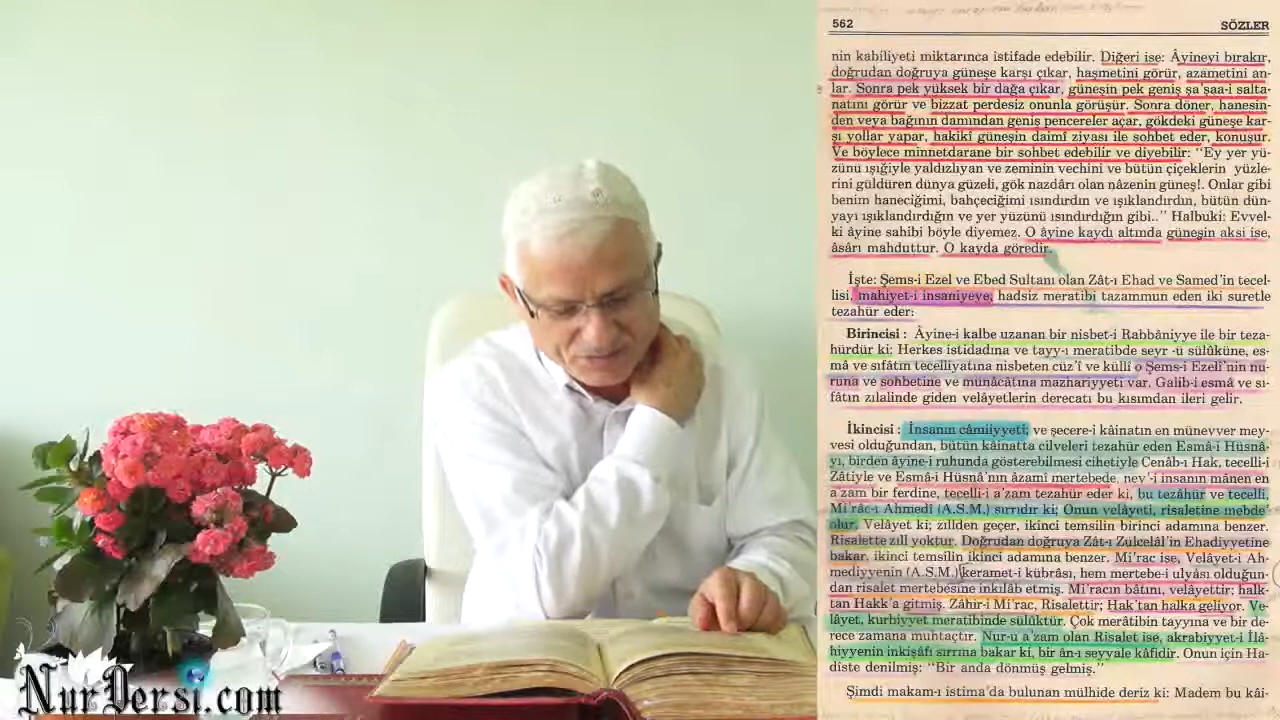 562 SÖZLER
nin kabiliyeti miktarınca istifade edebilir. Diğeri ise: Âyineyi bırakır,
doğrudan doğruya güneşe karşı çıkar, haşmetini görür, azametini an-
lar. Sonra pek yüksek bir dağa çıkar, güneşin pek geniş şa'şaa-i salta-
natını görür ve bizzat perdesiz onunla görüşür. Sonra döner, hanesin-
den veya bağının damından geniş pencereler açar, gökdeki güneşe kar-
şı yollar yapar, hakikî güneşin daimî ziyası ile sohbet eder, konuşur.
Ve böylece minnetdarane bir sohbet edebilir ve diyebilir: "Ey yer yü-
zünü ışığiyle yaldızlıyan ve zeminin vechini ve bütün çiçeklerin yüzle-
rini güldüren dünya güzeli, gök nazdârı olan nâzenin güneş!. Onlar gibi
benim haneciğimi, bahçeciğimi ısındırdın ve ışıklandırdın, bütün dün-
yayı ışıklandırdığın ve yer yüzünü ısındırdığın gibi.." Halbuki: Evvel-
ki âyine sahibi böyle diyemez. O âyine kaydı altında güneşin aksi ise,
âsârı mahduttur. O kayda göredir.
İşte: Şems-i Ezel ve Ebed Sultanı olan Zât-ı Ehad ve Samed'in tecel-
lisi, mahiyet-i insaniyeye, hadsiz meratibi tazammun eden iki suretle
tezahür eder:
Birincisi : Âyine-i kalbe uzanan bir nisbet-i Rabbâniyye ile bir teza-
hürdür ki: Herkes istidadına ve tayy-ı meratibde seyr -ü sülûküne, es-
mâ ve sıfâtın tecelliyatına nisbeten cüz'î ve küllî o Şems-i Ezelî'nin nu-
runa ve sohbetine ve munâcâtına mazhariyyeti var. Galib-i esmâ ve sı-
fâtın zılalinde giden velâyetlerin derecatı bu kısımdan ileri gelir.
İkincisi : İnsanın câmiiyyeti; ve şecere-i kâinatın en münevver mey-
vesi olduğundan, bütün kâinatta cilveleri tezahür eden Esmâ-i Hüsnâ-
yı, birden âyine-i ruhunda gösterebilmesi cihetiyle Cenâb-ı Hak, tecelli-i
Zâtiyle ve Esmâ-i Hüsnâ'nın âzamî mertebede, nev'-i insanın mânen en
a'zam bir ferdine, tecelli-i a'zam tezahür eder ki, bu tezâhür ve tecelli,
Mi'râc-ı Ahmedî (A.S.M.) sırrıdır ki; Onun velâyeti, risaletine mebde'
olur. Velâyet ki; zıllden geçer, ikinci temsilin birinci adamına benzer.
Risalette zıll yoktur. Doğrudan doğruya Zât-ı Zulcelâl'in Ehadiyyetine
bakar, ikinci temsilin ikinci adamına benzer. Mi'rac ise, Velâyet-i Ah-
mediyyenin (A.S.M.) keramet-i kübrâsı, hem mertebe-i ulyâsı olduğun-
dan risalet mertebesine inkılâb etmiş. Mi'racın bâtını, velâyettir; halk-
tan Hakk'a gitmiş. Zâhir-i Mi'rac, Risalettir; Hak'tan halka geliyor. Ve-
lâyet, kurbiyyet meratibinde sülûktür. Çok merâtibin tayyına ve bir de-
rece zamana muhtaçtır. Nur-u a'zam olan Risalet ise, akrabiyyet-i İlâ-
hiyyenin inkişâfı sırrına bakar ki, bir ân-ı seyyale kâfidir. Onun için Ha-
dîste denilmiş: "Bir anda dönmüş gelmiş."
Şimdi makam-ı istima'da bulunan mülhide deriz ki: Madem bu kâi-
NurDersi.com